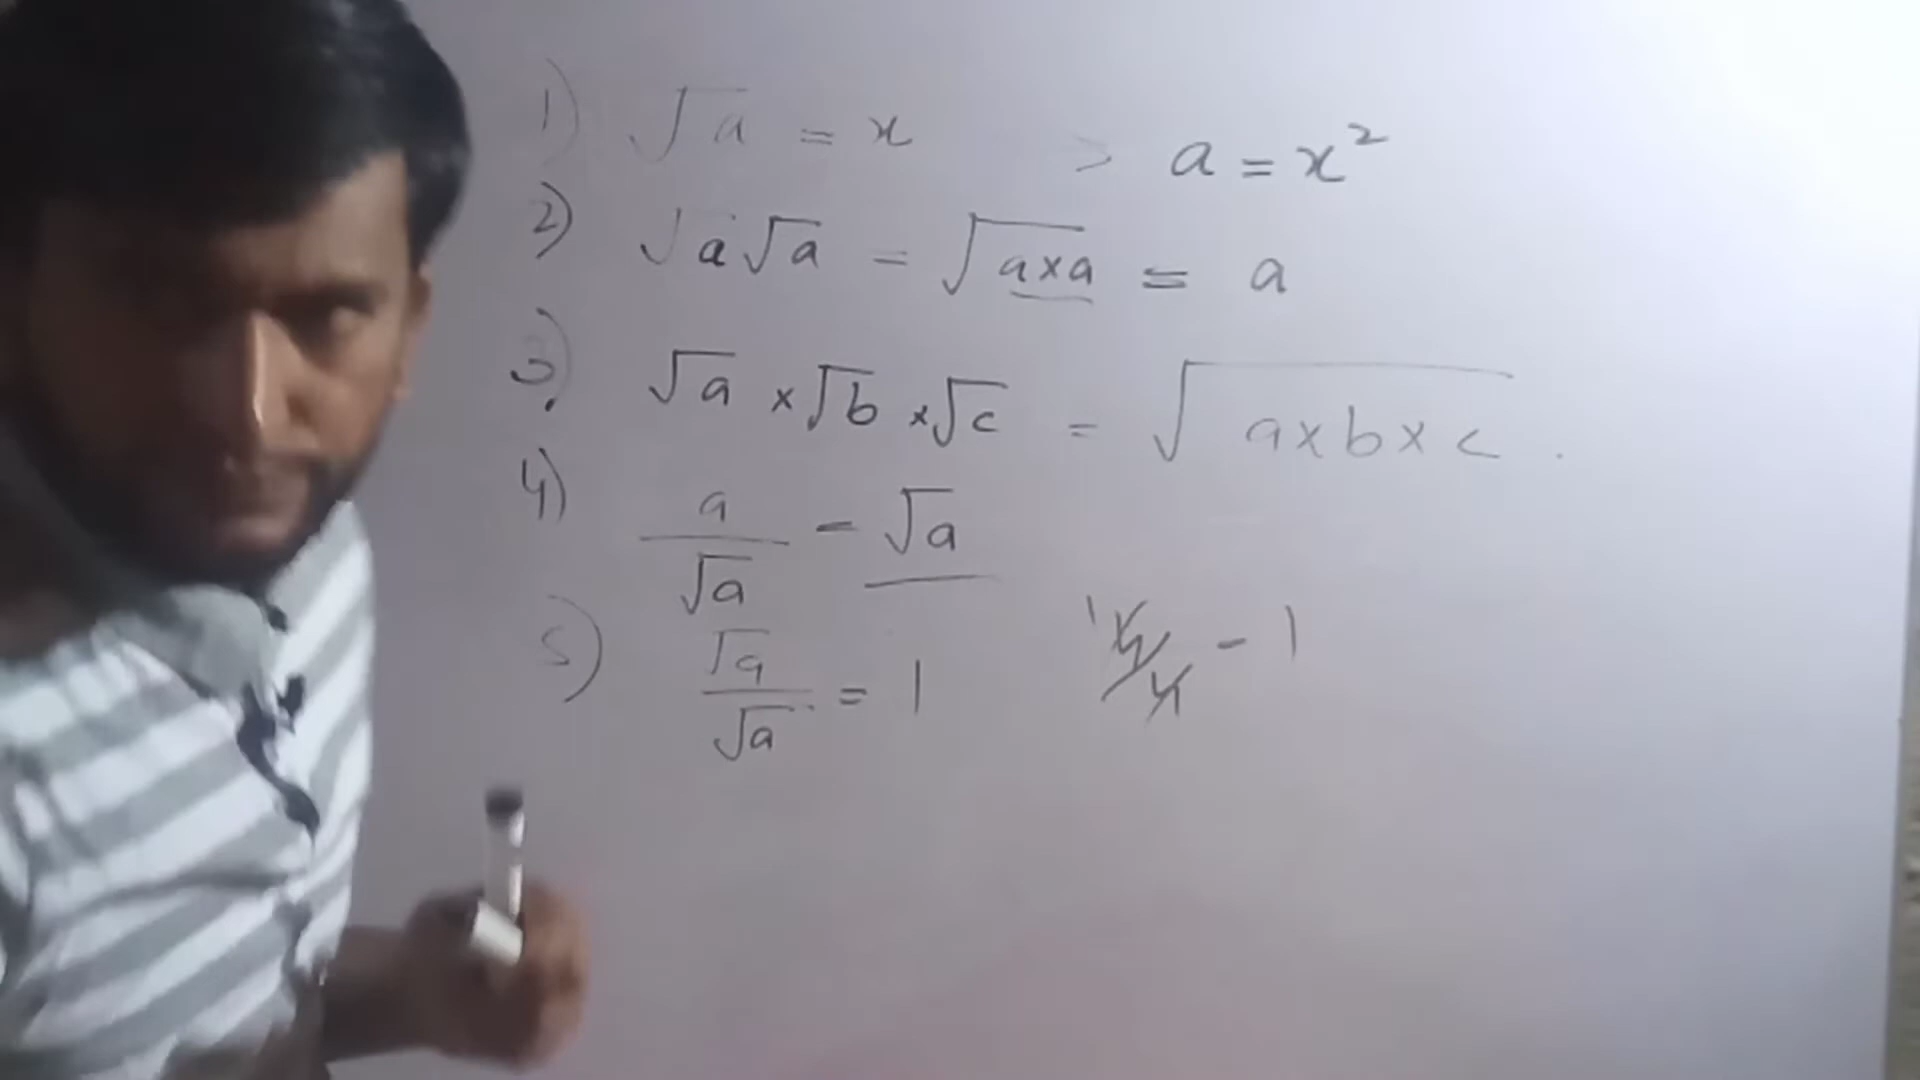 1) √a = x > a = x²
2) √a √a = √a×a = a
3) √a × √b × √c = √a×b×c .
4) a/√a - √a
5) √a/√a = 1 - 1